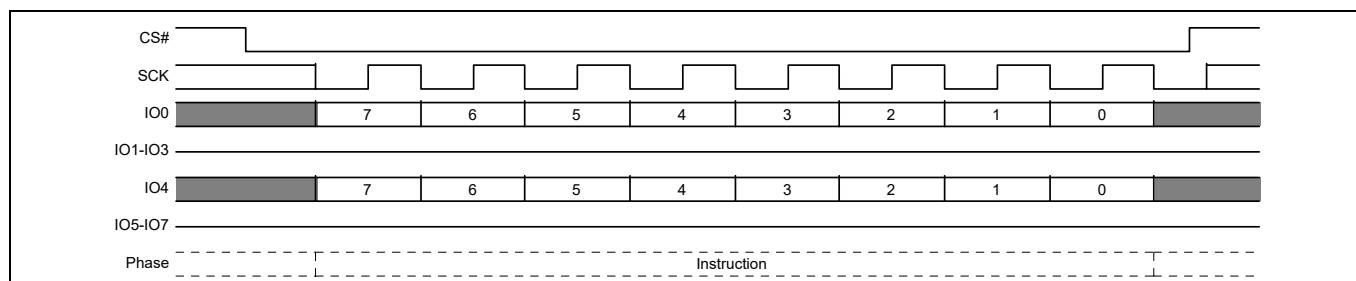 CS#
SCK
IO0 7 6 5 4 3 2 1 0
IO1-IO3
IO4 7 6 5 4 3 2 1 0
IO5-IO7
Phase Instruction